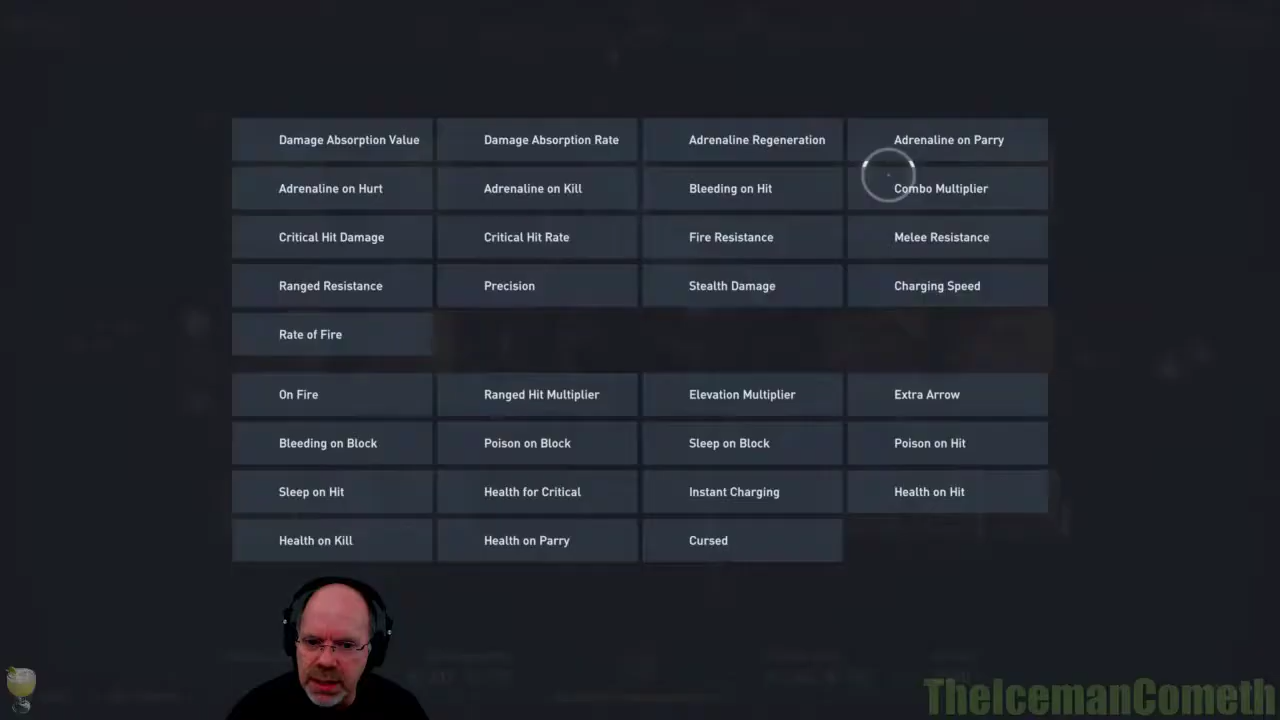 Damage Absorption Value Damage Absorption Rate Adrenaline Regeneration Adrenaline on Parry
Adrenaline on Hurt Adrenaline on Kill Bleeding on Hit Combo Multiplier
Critical Hit Damage Critical Hit Rate Fire Resistance Melee Resistance
Ranged Resistance Precision Stealth Damage Charging Speed
Rate of Fire
On Fire Ranged Hit Multiplier Elevation Multiplier Extra Arrow
Bleeding on Block Poison on Block Sleep on Block Poison on Hit
Sleep on Hit Health for Critical Instant Charging Health on Hit
Health on Kill Health on Parry Cursed
TheIcemanCometh